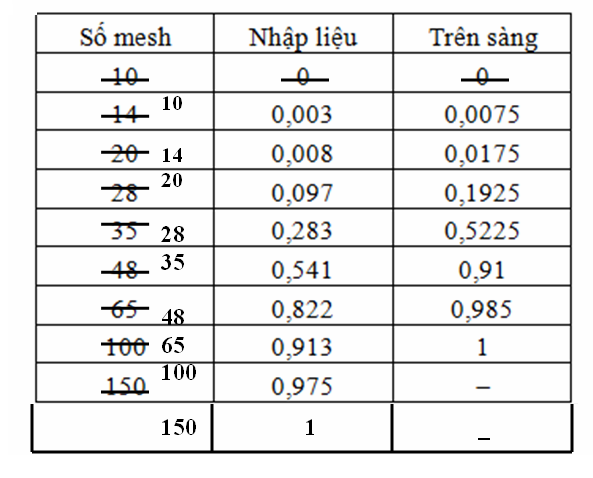 Số mesh Nhập liệu Trên sàng
10 0 0
14 10 0,003 0,0075
20 14 0,008 0,0175
28 20 0,097 0,1925
35 28 0,283 0,5225
48 35 0,541 0,91
65 48 0,822 0,985
100 65 0,913 1
150 100 0,975 –
150 1 –